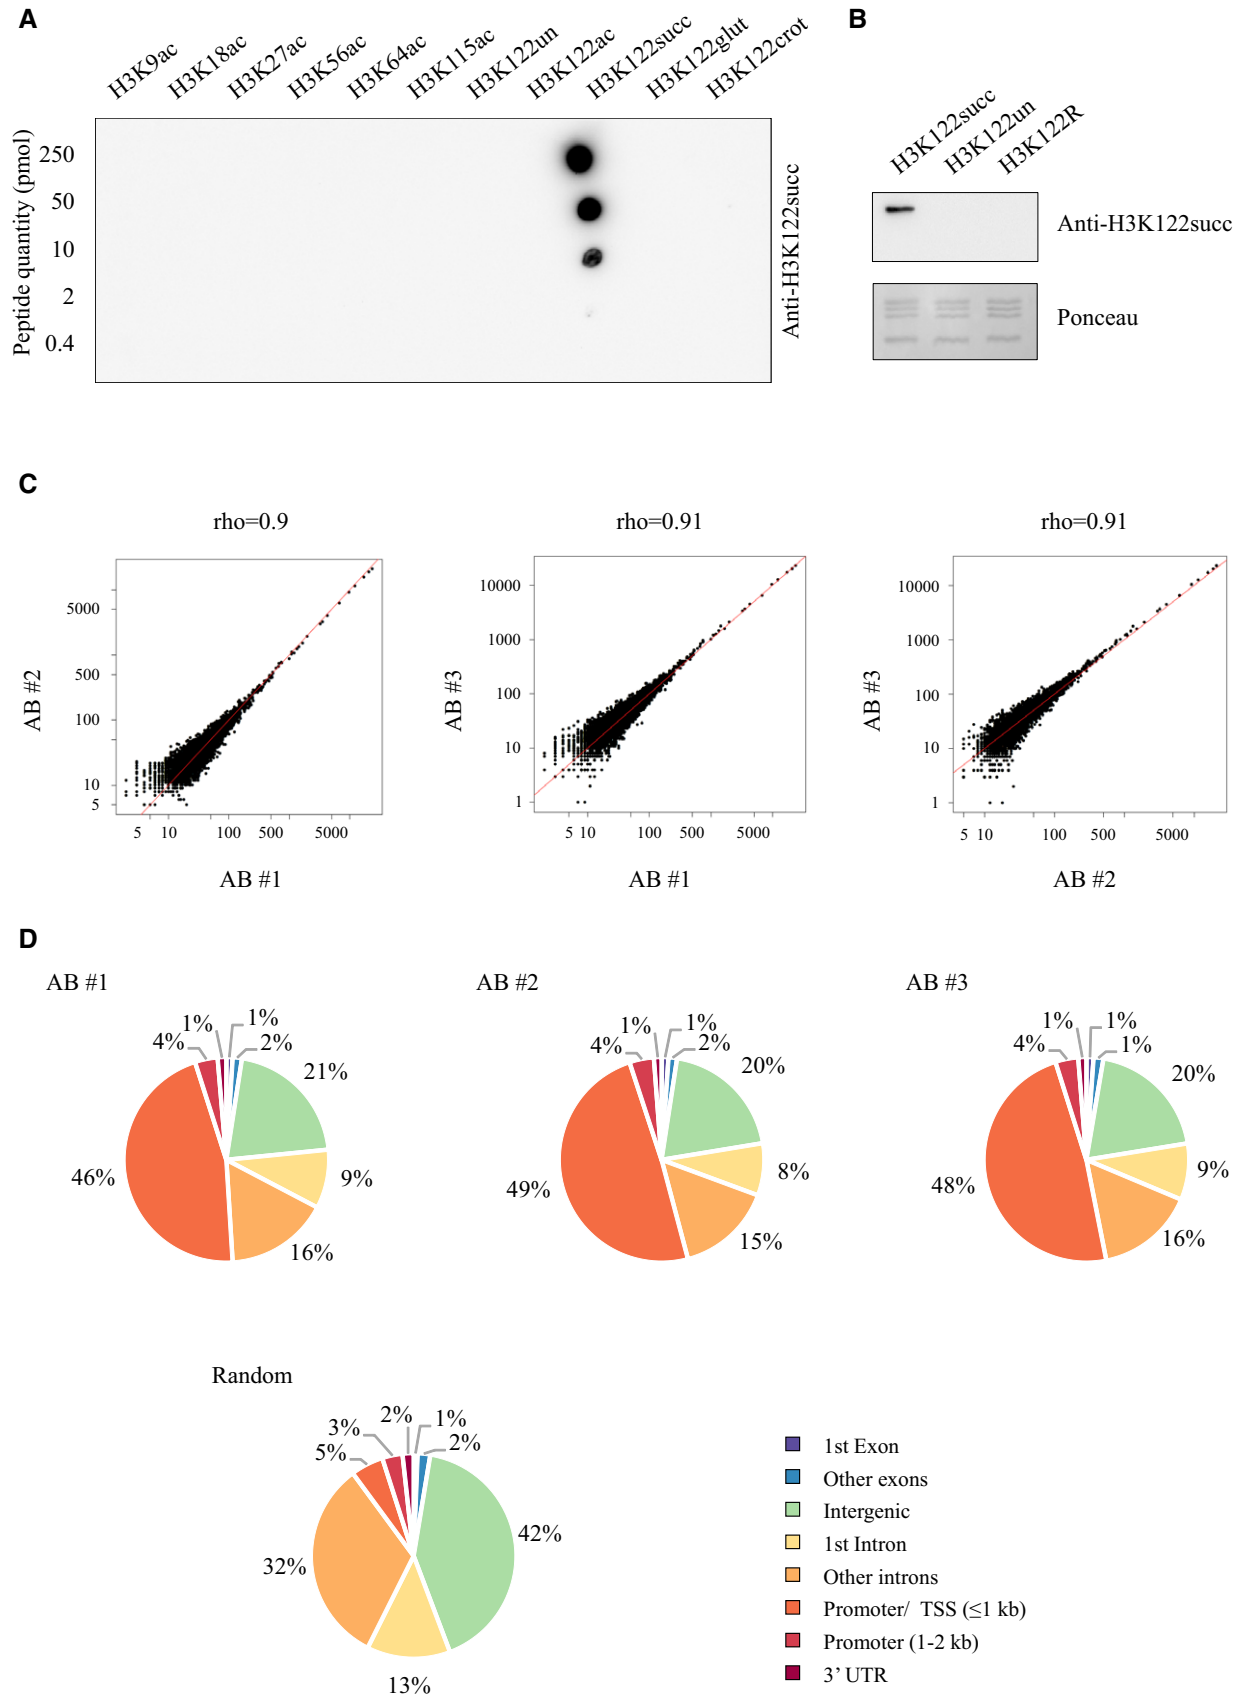 A
H3K9ac
H3K18ac
H3K27ac
H3K56ac
H3K64ac
H3K115ac
H3K122un
H3K122ac
H3K122succ
H3K122glut
H3K122crot
Peptide quantity (pmol)
250
50
10
2
0.4
Anti-H3K122succ
B
H3K122succ
H3K122un
H3K122R
Anti-H3K122succ
Ponceau
C
rho=0.9
AB #2
5000
500
100
10
5
5 10 100 500 5000
AB #1
rho=0.91
AB #3
10000
1000
100
10
1
5 10 100 500 5000
AB #1
rho=0.91
AB #3
10000
1000
100
10
1
5 10 100 500 5000
AB #2
D
AB #1
1%
1%
4%
2%
21%
46%
9%
16%
AB #2
1%
1%
4%
2%
20%
49%
8%
15%
AB #3
1%
1%
4%
1%
20%
48%
9%
16%
Random
2%
1%
3%
2%
5%
42%
32%
13%
1st Exon
Other exons
Intergenic
1st Intron
Other introns
Promoter/ TSS (≤1 kb)
Promoter (1-2 kb)
3' UTR